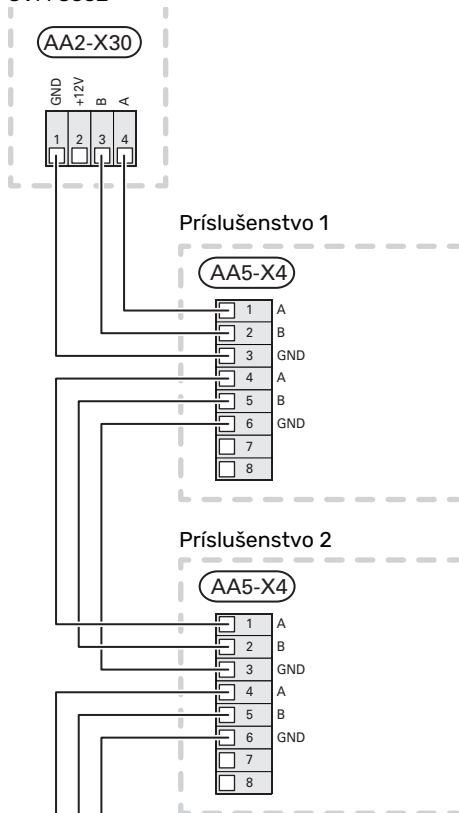 AA2-X30
GND
+12V
B
A
1 2 3 4
Príslušenstvo 1
AA5-X4
1 A
2 B
3 GND
4 A
5 B
6 GND
7
8
Príslušenstvo 2
AA5-X4
1 A
2 B
3 GND
4 A
5 B
6 GND
7
8